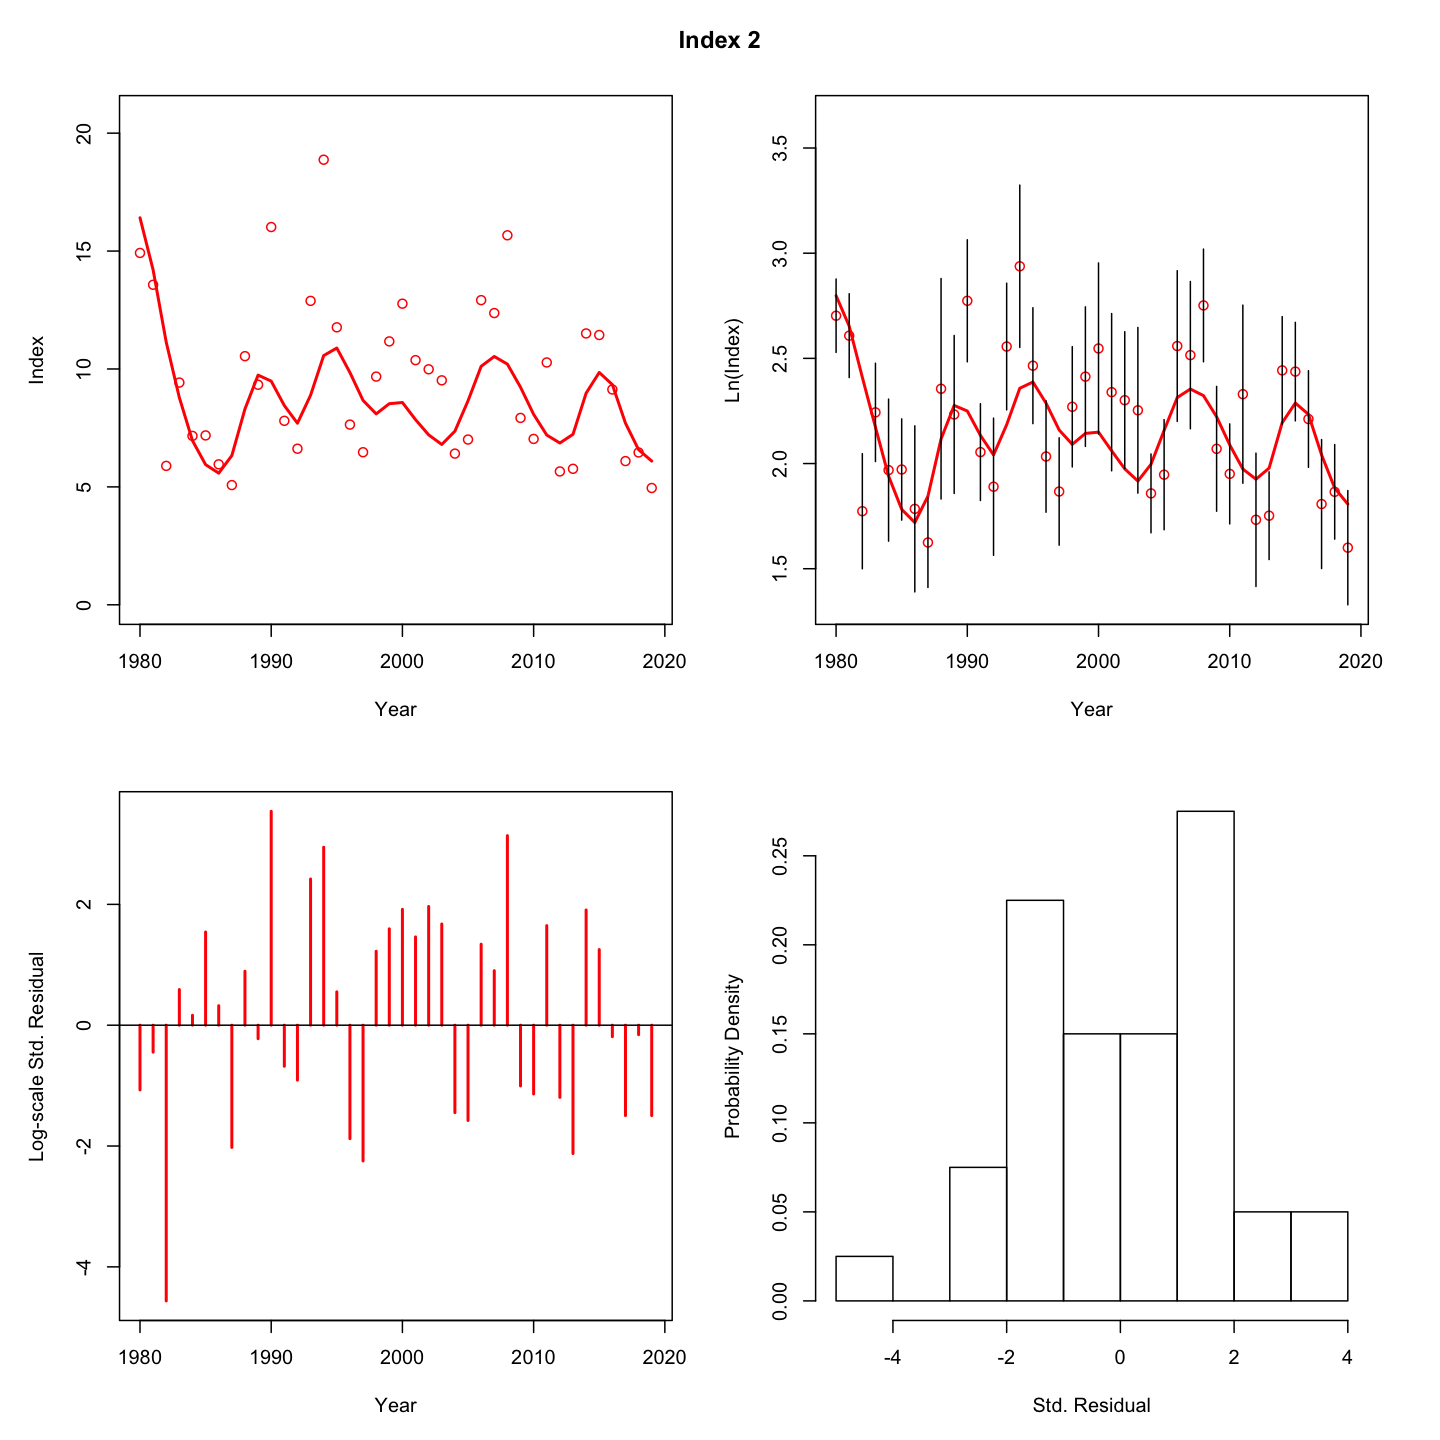 Index 2
Index
20
15
10
5
0
1980 1990 2000 2010 2020
Year
Ln(Index)
3.5
3.0
2.5
2.0
1.5
1980 1990 2000 2010 2020
Year
Log-scale Std. Residual
2
0
-2
-4
1980 1990 2000 2010 2020
Year
Probability Density
0.25
0.20
0.15
0.10
0.05
0.00
-4 -2 0 2 4
Std. Residual